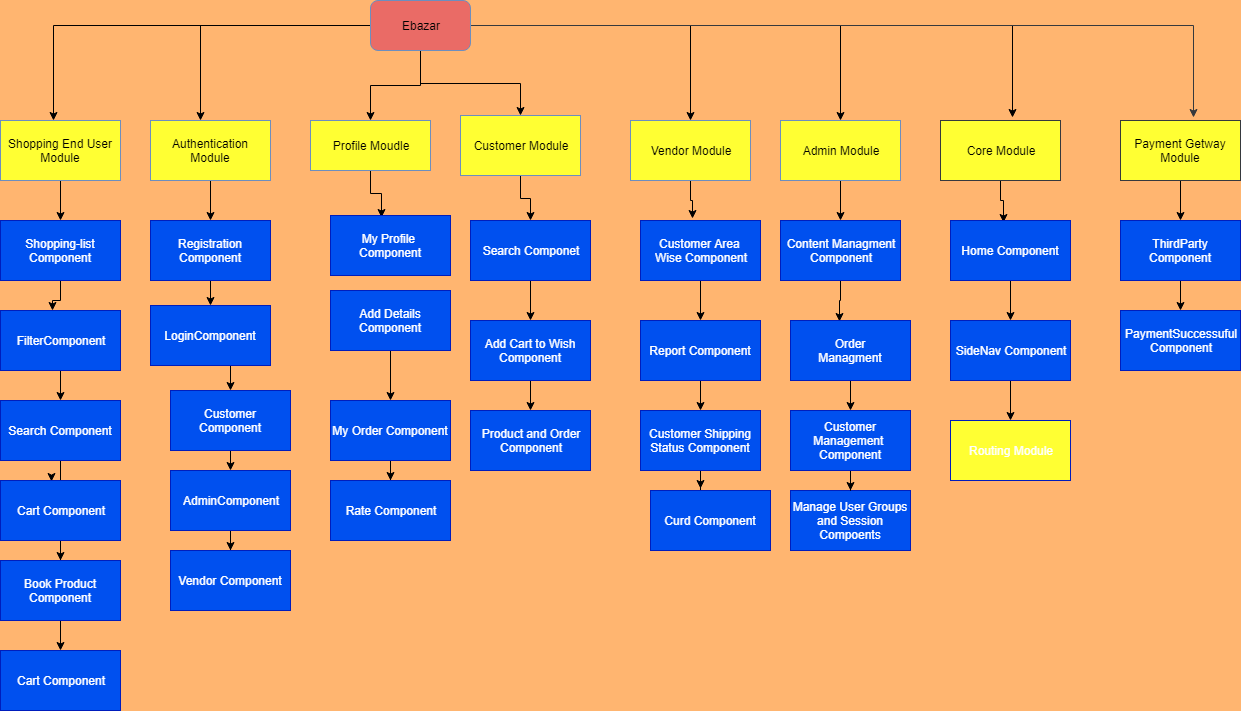 Ebazar
Shopping End User
Module
Authentication
Module
Profile Moudle
Customer Module
Vendor Module
Admin Module
Core Module
Payment Getway
Module
Shopping-list
Component
FilterComponent
Search Component
Cart Component
Book Product
Component
Cart Component
Registration
Component
LoginComponent
Customer
Component
AdminComponent
Vendor Component
My Profile
Component
Add Details
Component
My Order Component
Rate Component
Search Componet
Add Cart to Wish
Component
Product and Order
Component
Customer Area
Wise Component
Report Component
Customer Shipping
Status Component
Curd Component
Content Managment
Component
Order
Managment
Customer
Management
Component
Manage User Groups
and Session
Compoents
Home Component
SideNav Component
Routing Module
ThirdParty
Component
PaymentSuccessuful
Component